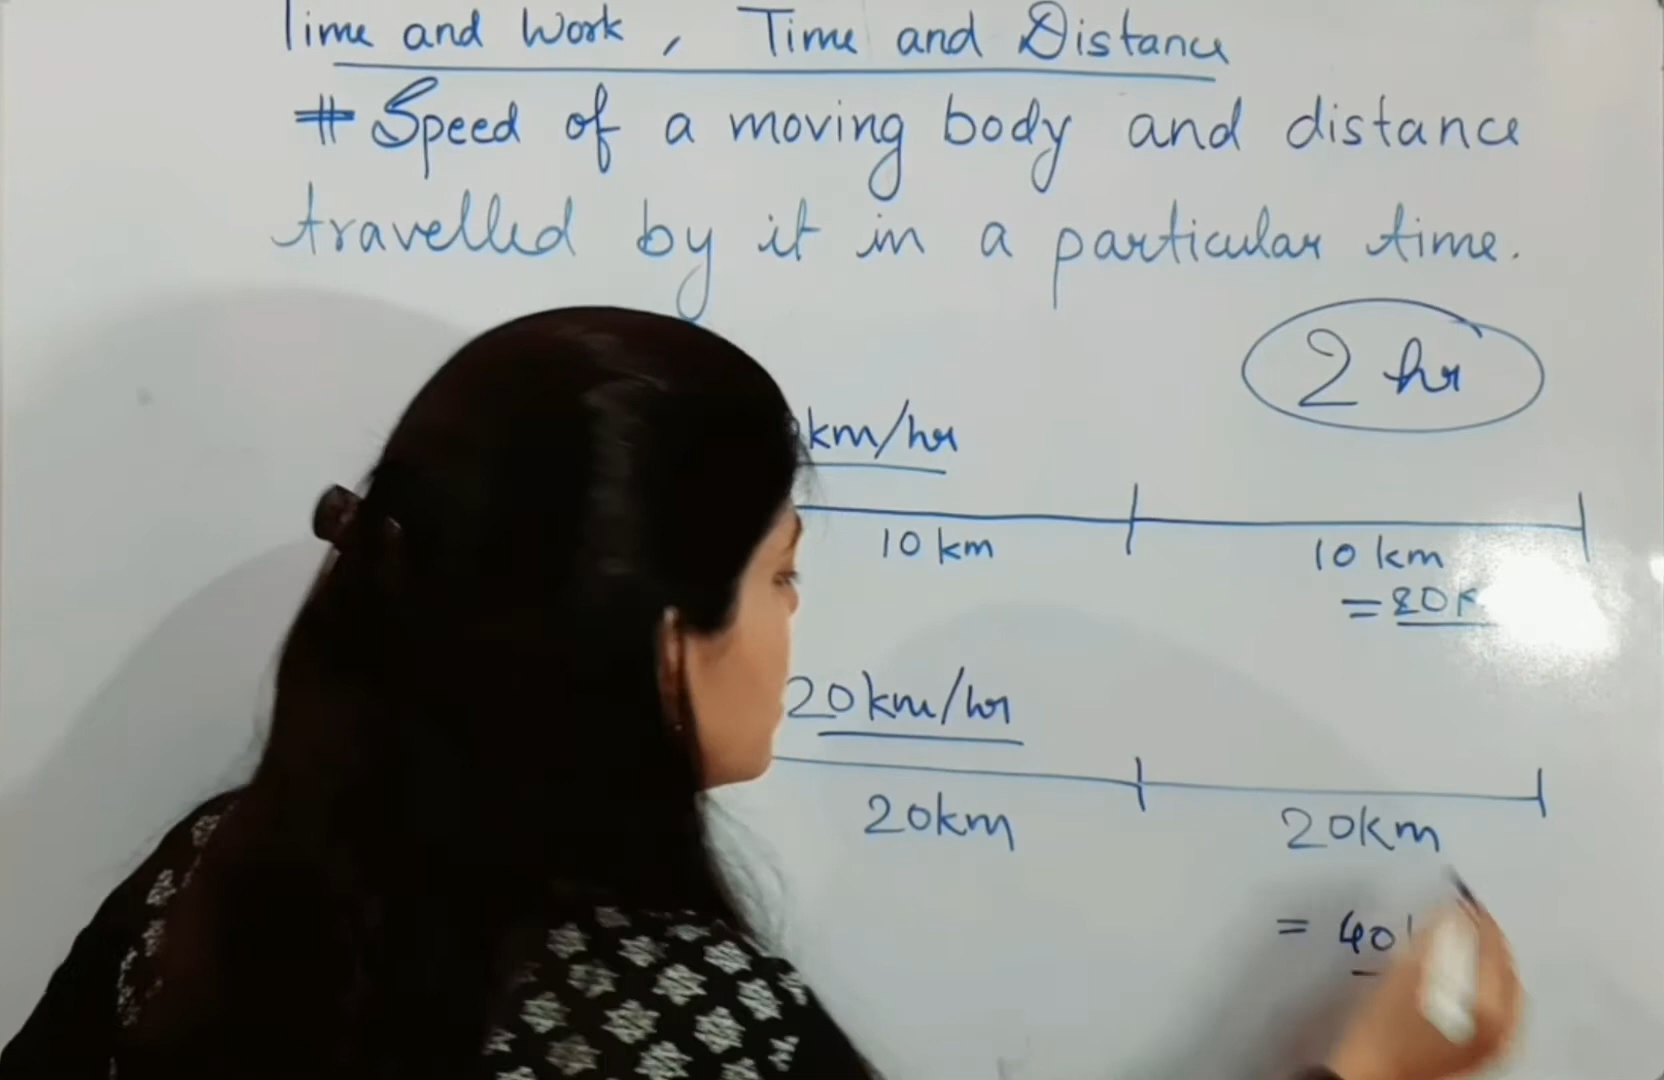 Time and Work, Time and Distance
# Speed of a moving body and distance
travelled by it in a particular time.
2 hr
km/hr
10 km 10 km
= 20 k
20 km/hr
20km 20km
= 40